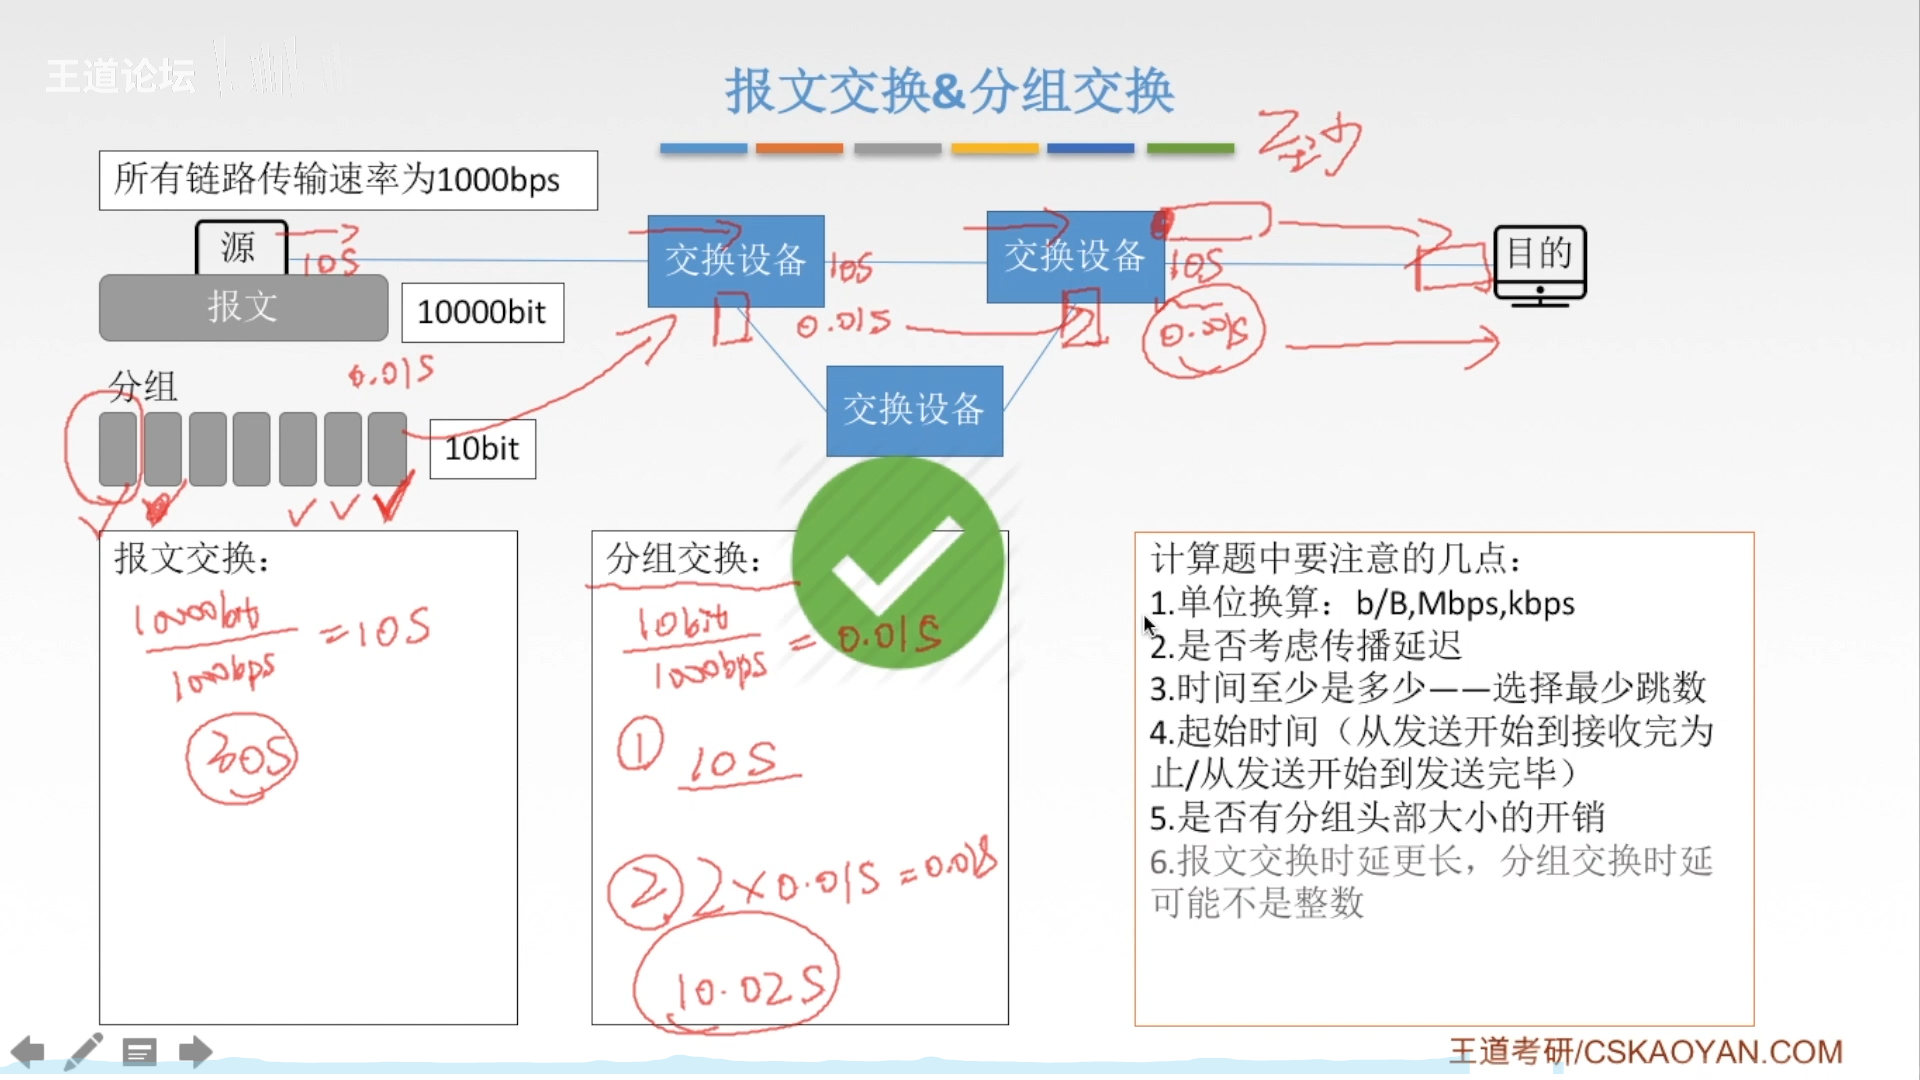 王道论坛
报文交换&分组交换
至少
所有链路传输速率为1000bps
源
10S
交换设备
10S
交换设备
10S
目的
报文
10000bit
0.01S
0.01S
分组
0.01S
10bit
交换设备
报文交换：
10000bit
1000bps
=10S
30S
分组交换：
10bit
1000bps
= 0.01S
① 10S
② 2×0.01S=0.02S
10.02S
计算题中要注意的几点：
1.单位换算：b/B,Mbps,kbps
2.是否考虑传播延迟
3.时间至少是多少——选择最少跳数
4.起始时间（从发送开始到接收完为
止/从发送开始到发送完毕）
5.是否有分组头部大小的开销
6.报文交换时延更长，分组交换时延
可能不是整数
王道考研/CSKAOYAN.COM